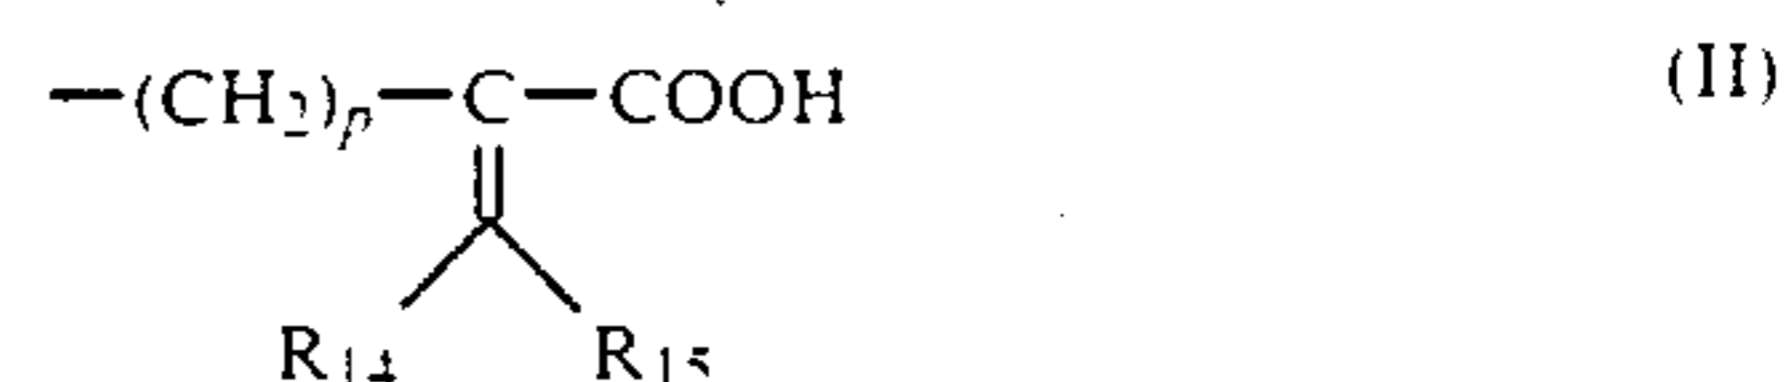 —(CH₂)ₚ—C—COOH (II)
R₁₄ R₁₅